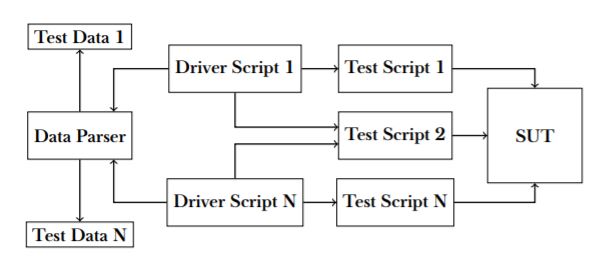 Test Data 1
Driver Script 1
Test Script 1
Data Parser
Test Script 2
SUT
Driver Script N
Test Script N
Test Data N